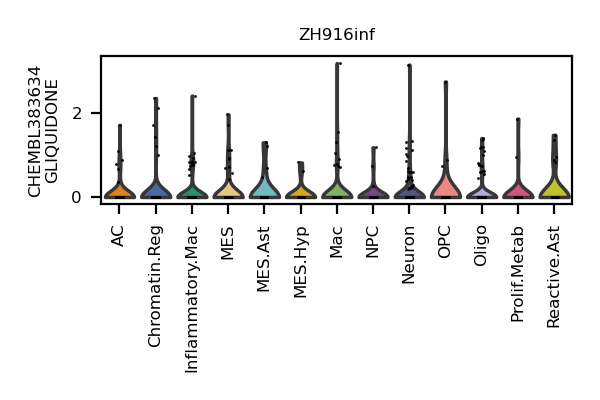 ZH916inf
CHEMBL383634
GLIQUIDONE
2
0
AC
Chromatin.Reg
Inflammatory.Mac
MES
MES.Ast
MES.Hyp
Mac
NPC
Neuron
OPC
Oligo
Prolif.Metab
Reactive.Ast